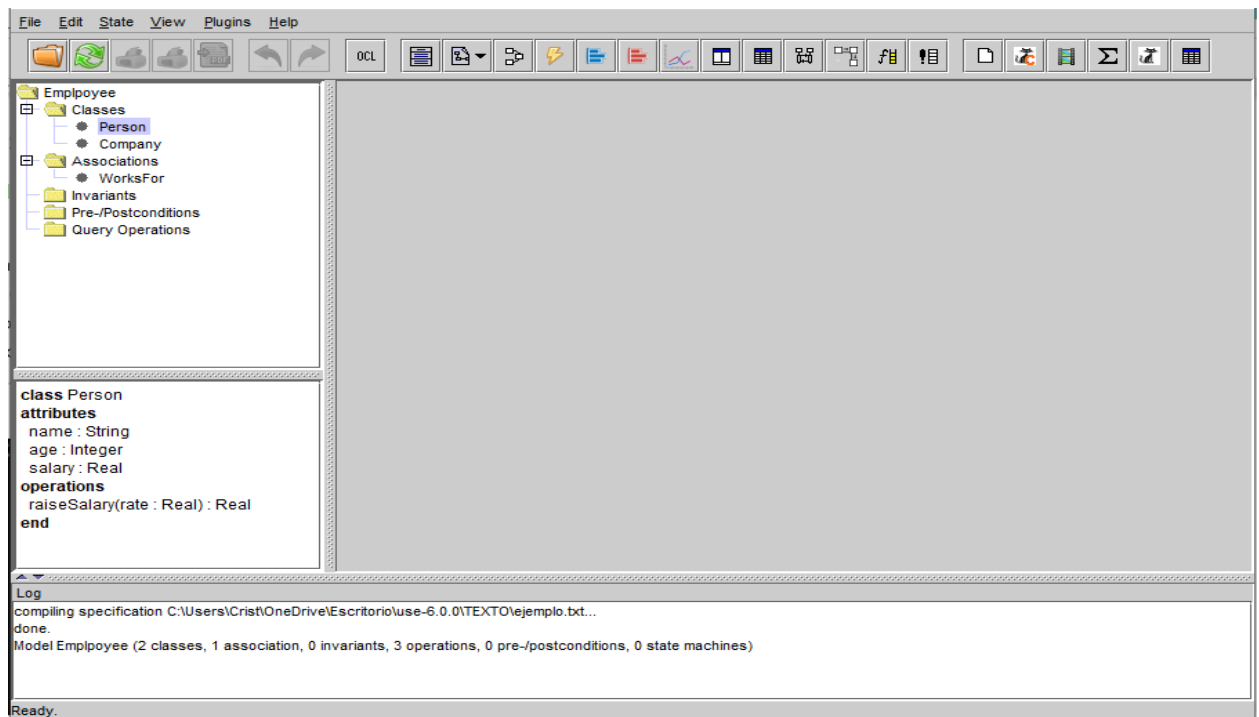 File Edit State View Plugins Help
OCL
Emplpoyee
Classes
Person
Company
Associations
WorksFor
Invariants
Pre-/Postconditions
Query Operations
class Person
attributes
name : String
age : Integer
salary : Real
operations
raiseSalary(rate : Real) : Real
end
Log
compiling specification C:\Users\Crist\OneDrive\Escritorio\use-6.0.0\TEXTO\ejemplo.txt...
done.
Model Emplpoyee (2 classes, 1 association, 0 invariants, 3 operations, 0 pre-/postconditions, 0 state machines)
Ready.